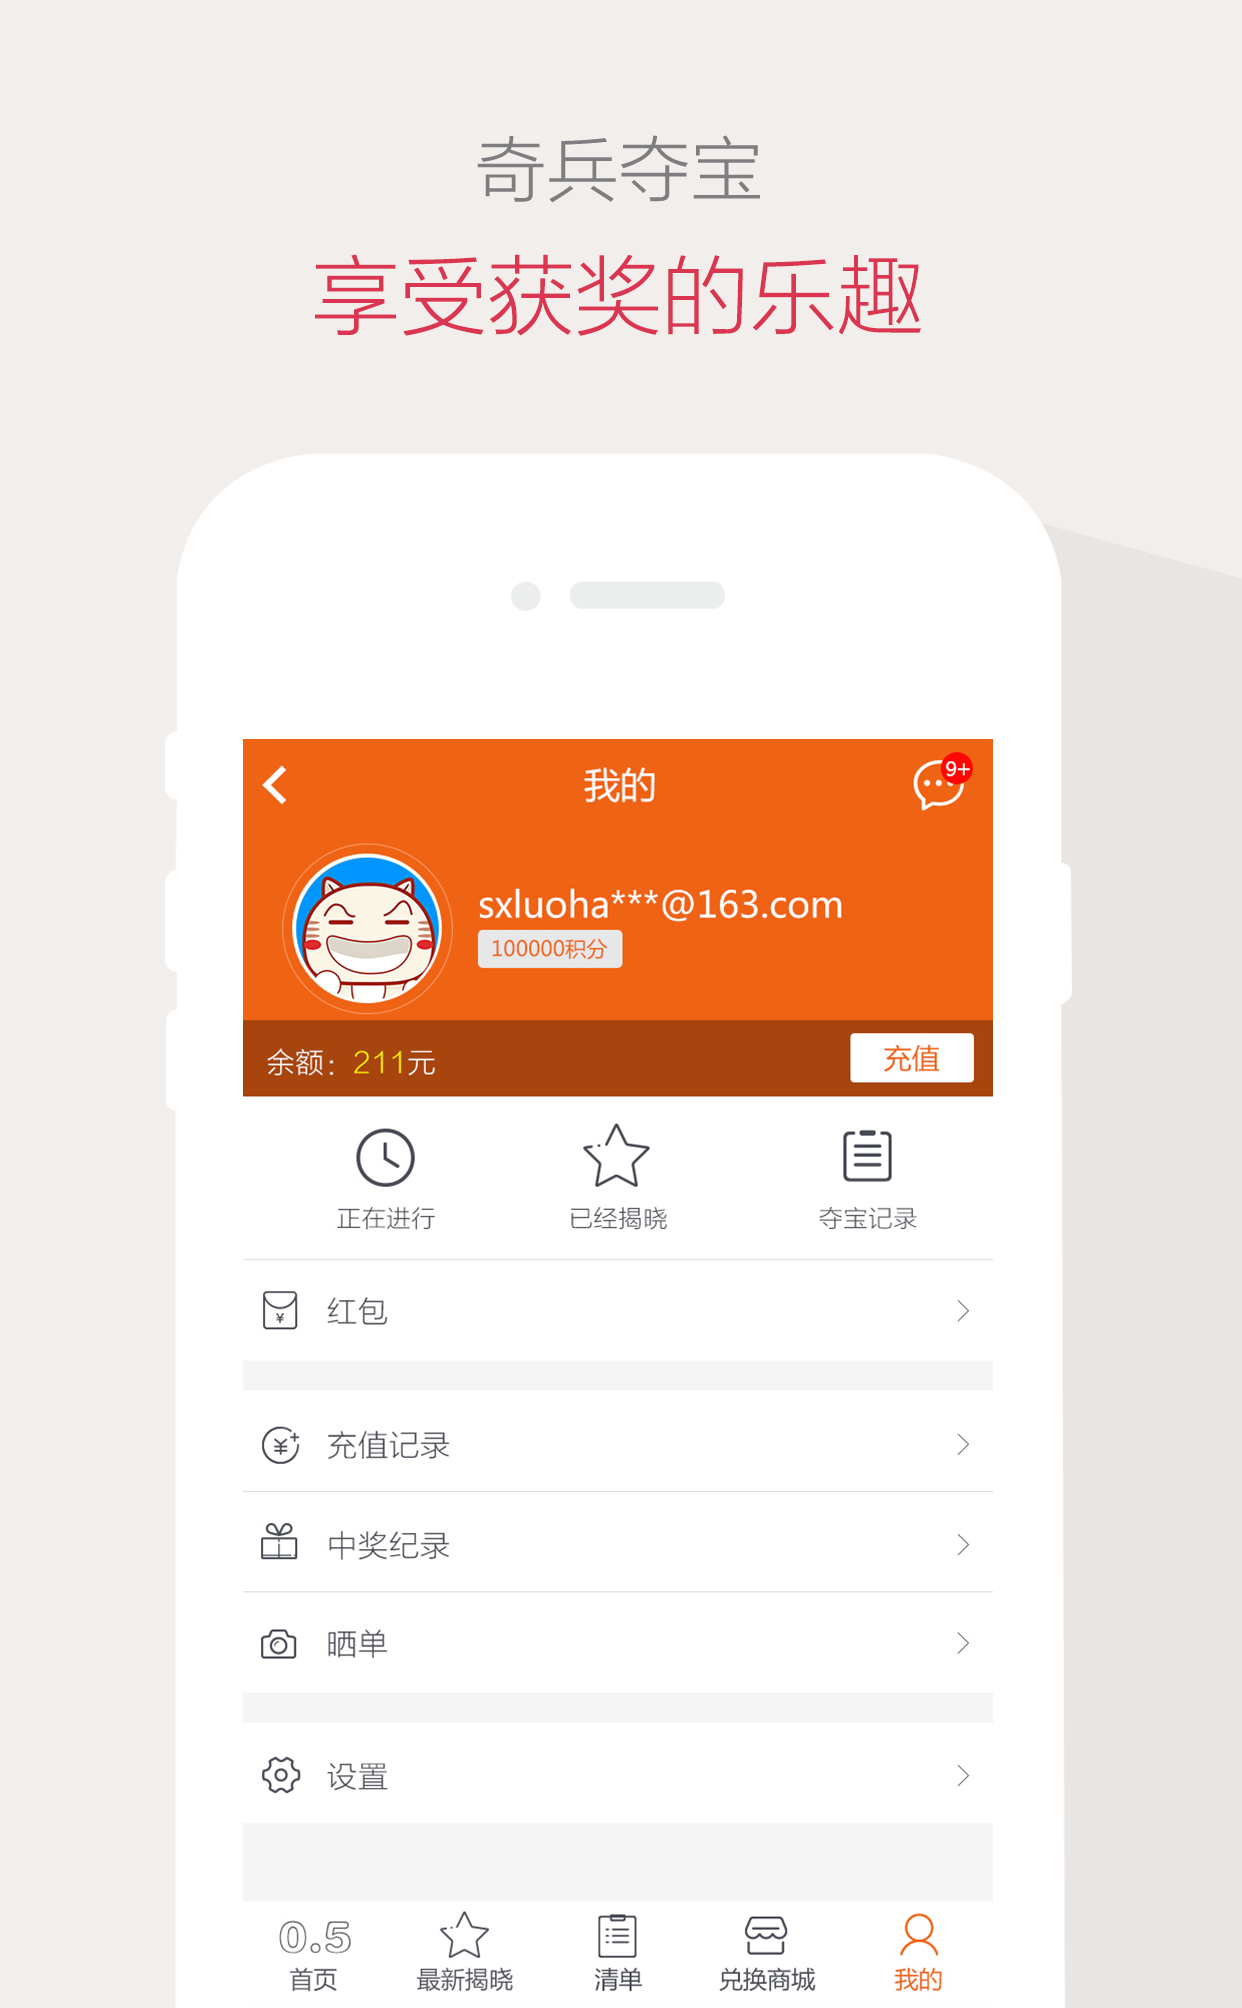 奇兵夺宝
享受获奖的乐趣
我的
9+
sxluoha***@163.com
100000积分
余额：211元
充值
正在进行 已经揭晓 夺宝记录
红包
充值记录
中奖纪录
晒单
设置
0.5
首页 最新揭晓 清单 兑换商城 我的